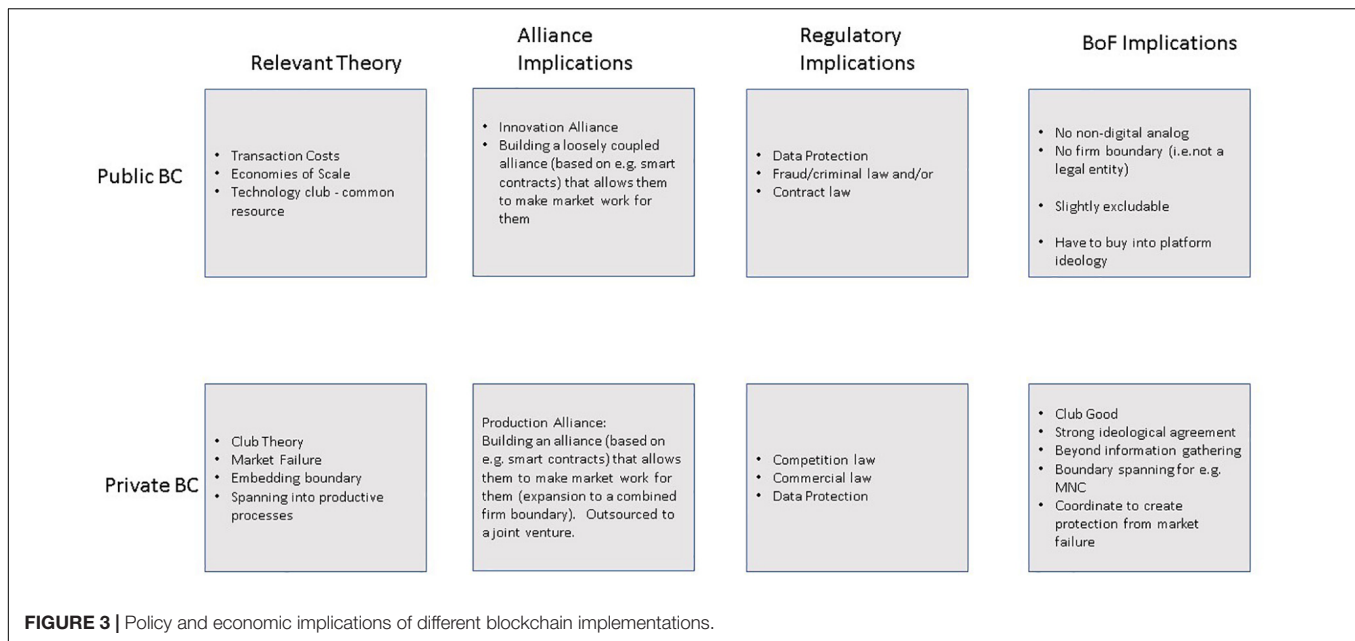 Relevant Theory
Alliance
Implications
Regulatory
Implications
BoF Implications
Public BC
• Transaction Costs
• Economies of Scale
• Technology club - common
resource
• Innovation Alliance
• Building a loosely coupled
alliance (based on e.g. smart
contracts) that allows them
to make market work for
them
• Data Protection
• Fraud/criminal law and/or
• Contract law
• No non-digital analog
• No firm boundary (i.e.not a
legal entity)
• Slightly excludable
• Have to buy into platform
ideology
Private BC
• Club Theory
• Market Failure
• Embedding boundary
• Spanning into productive
processes
Production Alliance:
Building an alliance (based on
e.g. smart contracts) that allows
them to make market work for
them (expansion to a combined
firm boundary). Outsourced to
a joint venture.
• Competition law
• Commercial law
• Data Protection
• Club Good
• Strong ideological agreement
• Beyond information gathering
• Boundary spanning for e.g.
MNC
• Coordinate to create
protection from market
failure
FIGURE 3 | Policy and economic implications of different blockchain implementations.